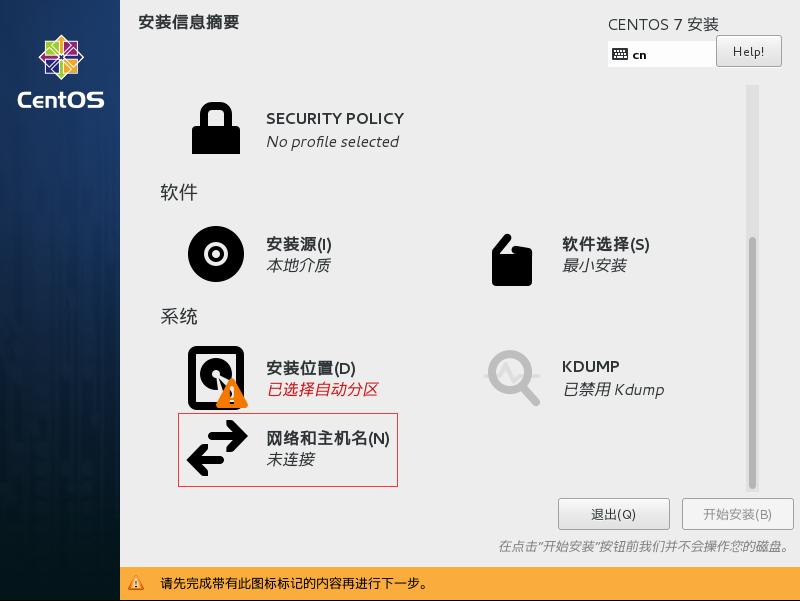 安装信息摘要
CENTOS 7 安装
cn
Help!
CentOS
SECURITY POLICY
No profile selected
软件
安装源(I)
本地介质
软件选择(S)
最小安装
系统
安装位置(D)
已选择自动分区
KDUMP
已禁用 Kdump
网络和主机名(N)
未连接
退出(Q)
开始安装(B)
在点击"开始安装"按钮前我们并不会操作您的磁盘。
请先完成带有此图标标记的内容再进行下一步。